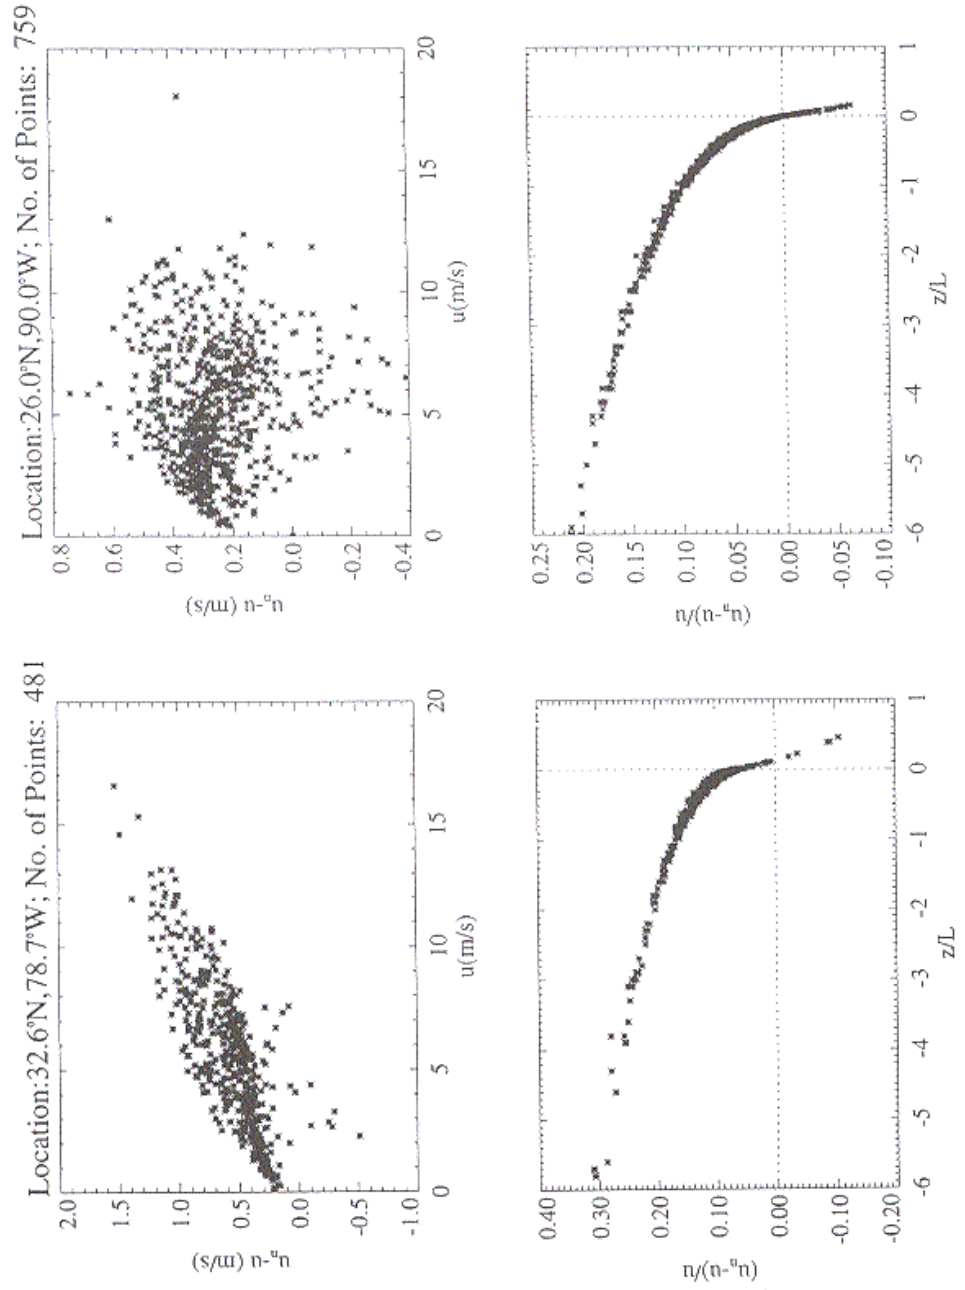 Location:32.6°N,78.7°W; No. of Points: 481
2.0
1.5
1.0
0.5
0.0
-0.5
-1.0
uₙ- u (m/s)
0 5 10 15 20
u(m/s)
0.40
0.30
0.20
0.10
0.00
-0.10
-0.20
(uₙ-u)/u
-6 -5 -4 -3 -2 -1 0 1
z/L
Location:26.0°N,90.0°W; No. of Points: 759
0.8
0.6
0.4
0.2
0.0
-0.2
-0.4
uₙ- u (m/s)
0 5 10 15 20
u(m/s)
0.25
0.20
0.15
0.10
0.05
0.00
-0.05
-0.10
(uₙ-u)/u
-6 -5 -4 -3 -2 -1 0 1
z/L